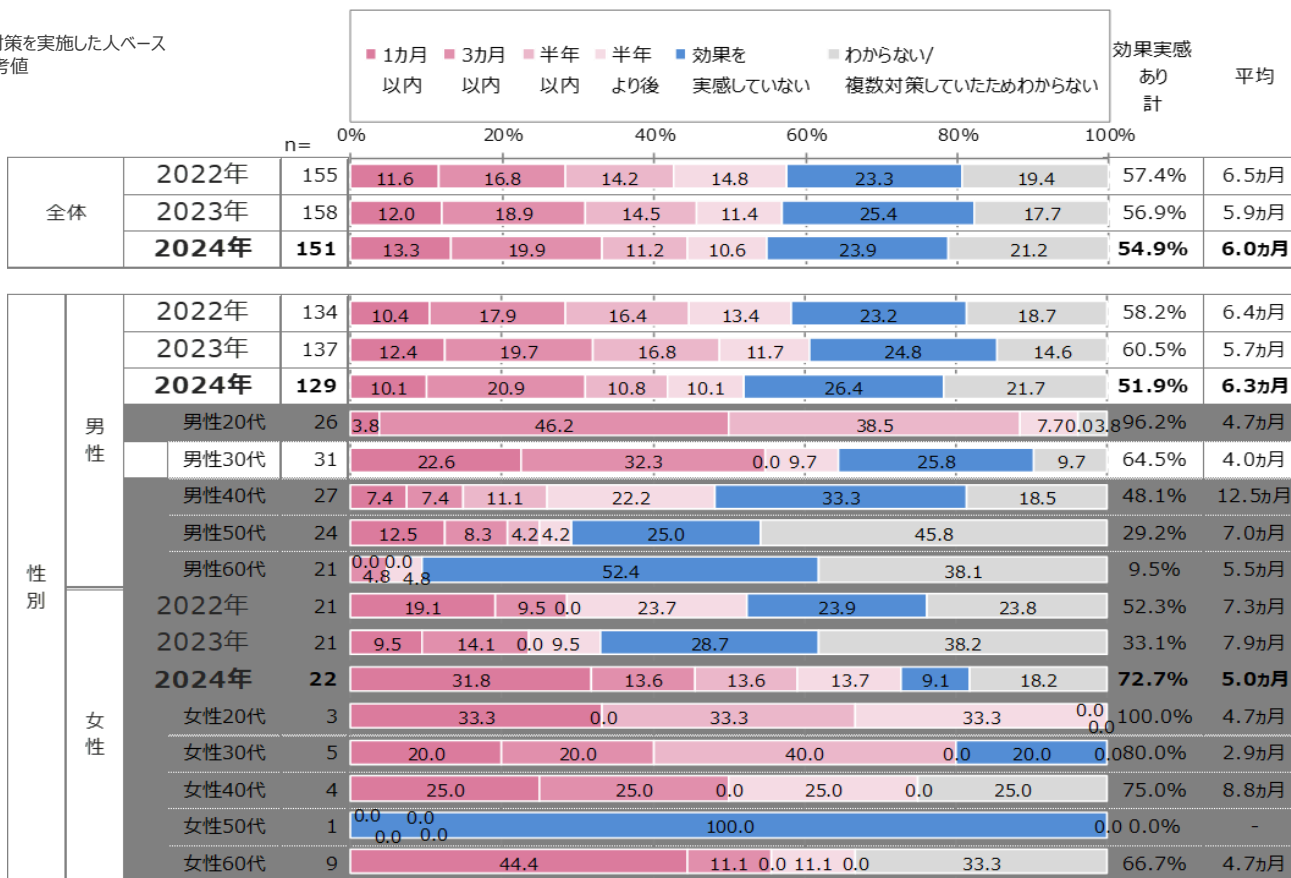 対策を実施した人ベース
考値
■ 1カ月以内 ■ 3カ月以内 ■ 半年以内 ■ 半年より後 ■ 効果を実感していない ■ わからない/複数対策していたためわからない
効果実感あり計 平均
n= 0% 20% 40% 60% 80% 100%
全体
2022年 155 11.6 16.8 14.2 14.8 23.3 19.4 57.4% 6.5ヵ月
2023年 158 12.0 18.9 14.5 11.4 25.4 17.7 56.9% 5.9ヵ月
2024年 151 13.3 19.9 11.2 10.6 23.9 21.2 54.9% 6.0ヵ月
性別
男性
2022年 134 10.4 17.9 16.4 13.4 23.2 18.7 58.2% 6.4ヵ月
2023年 137 12.4 19.7 16.8 11.7 24.8 14.6 60.5% 5.7ヵ月
2024年 129 10.1 20.9 10.8 10.1 26.4 21.7 51.9% 6.3ヵ月
男性20代 26 3.8 46.2 38.5 7.7 0.0 3.8 96.2% 4.7ヵ月
男性30代 31 22.6 32.3 0.0 9.7 25.8 9.7 64.5% 4.0ヵ月
男性40代 27 7.4 7.4 11.1 22.2 33.3 18.5 48.1% 12.5ヵ月
男性50代 24 12.5 8.3 4.2 4.2 25.0 45.8 29.2% 7.0ヵ月
男性60代 21 0.0 4.8 0.0 4.8 52.4 38.1 9.5% 5.5ヵ月
女性
2022年 21 19.1 9.5 0.0 23.7 23.9 23.8 52.3% 7.3ヵ月
2023年 21 9.5 14.1 0.0 9.5 28.7 38.2 33.1% 7.9ヵ月
2024年 22 31.8 13.6 13.6 13.7 9.1 18.2 72.7% 5.0ヵ月
女性20代 3 33.3 0.0 33.3 33.3 0.0 0.0 100.0% 4.7ヵ月
女性30代 5 20.0 20.0 40.0 0.0 20.0 0.0 80.0% 2.9ヵ月
女性40代 4 25.0 25.0 0.0 25.0 0.0 25.0 75.0% 8.8ヵ月
女性50代 1 0.0 0.0 0.0 0.0 100.0 0.0 0.0% -
女性60代 9 44.4 11.1 0.0 11.1 0.0 33.3 66.7% 4.7ヵ月